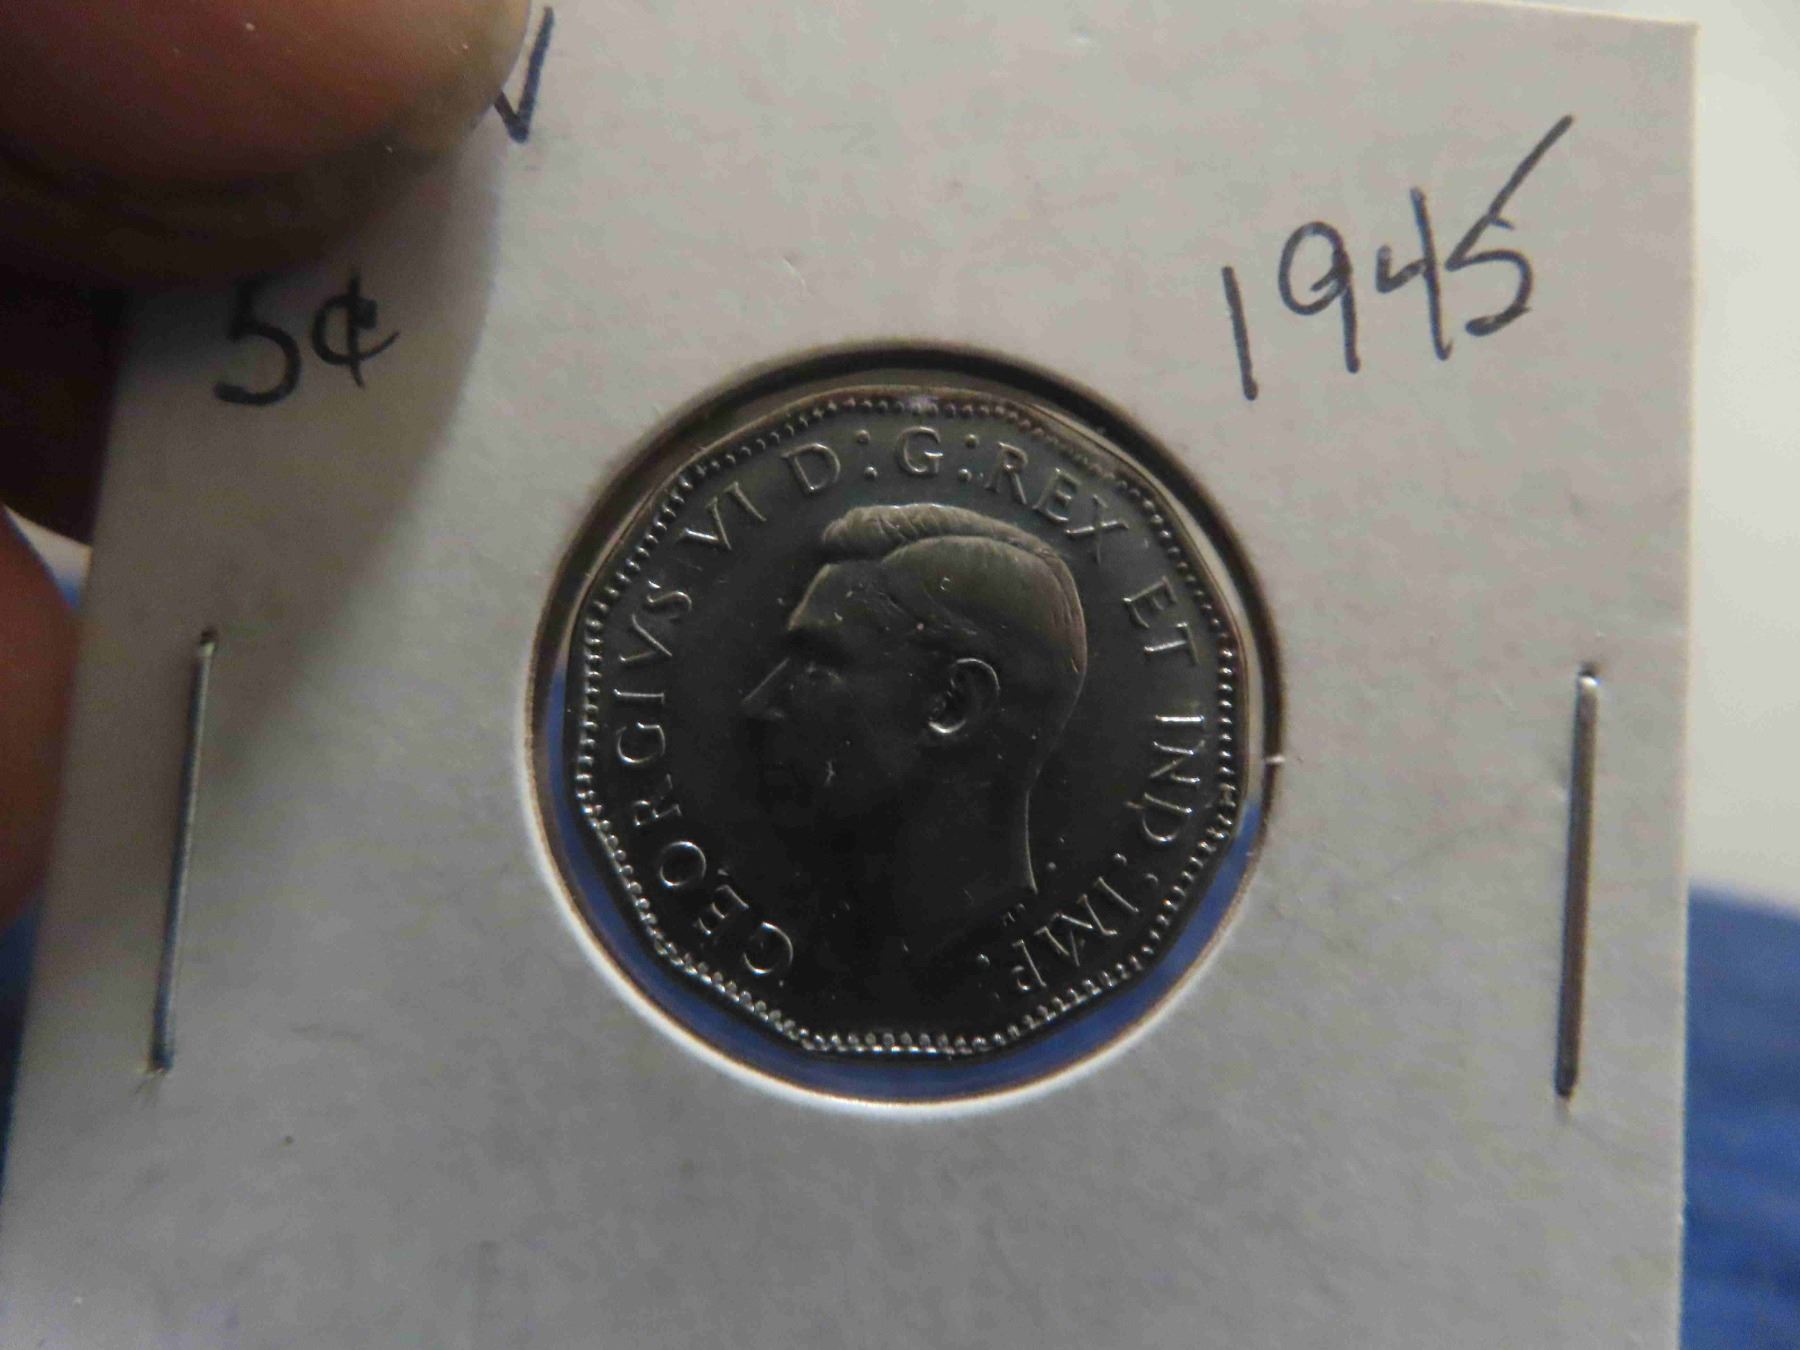 5¢
1945
GEORGIVS VI D:G:REX ET IND:IMP: